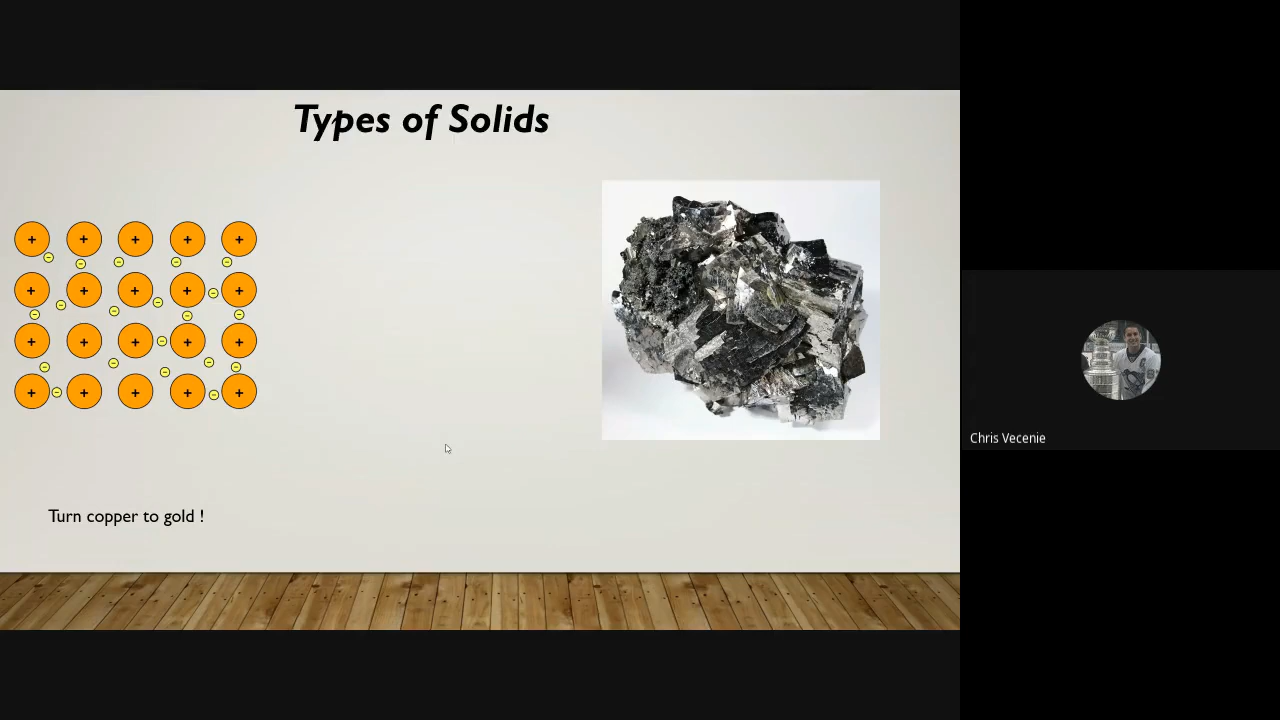 Types of Solids
+ + + + +
− − − − −
+ + + + +
− − − − −
− − −
+ + + + +
−
− − − − −
+ + + + +
− −
Turn copper to gold !
Chris Vecenie